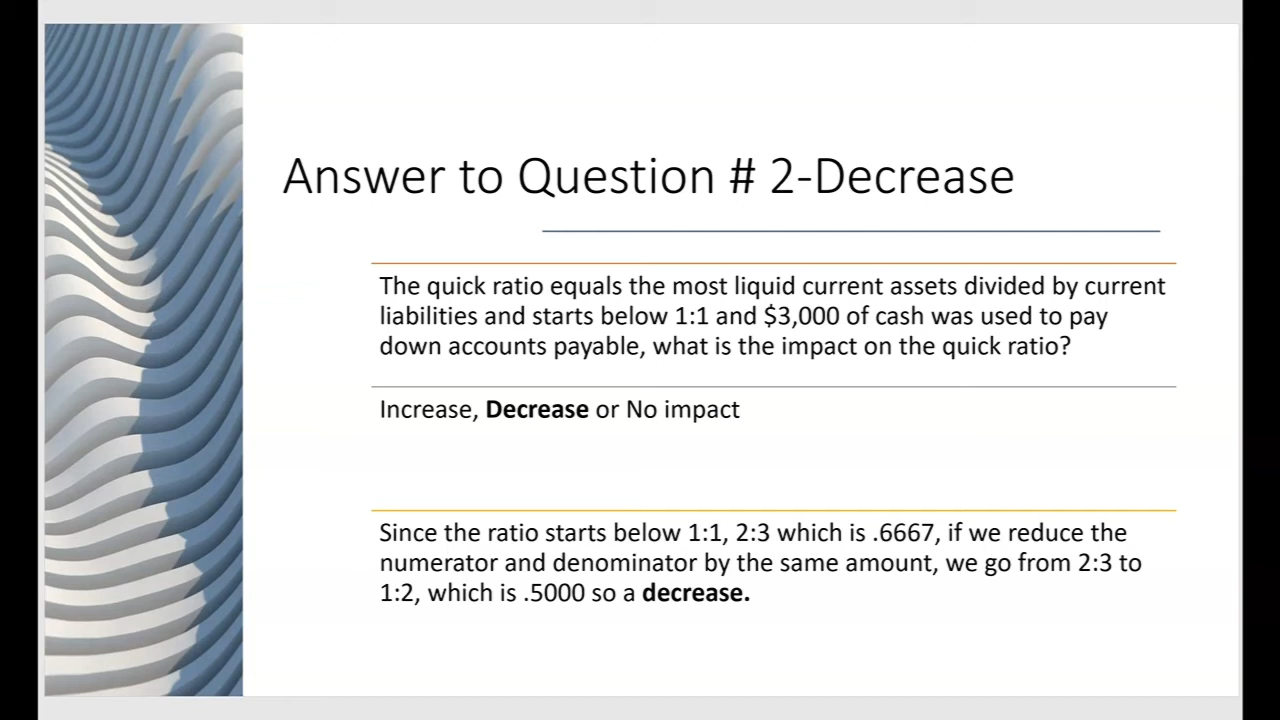 Answer to Question # 2-Decrease
The quick ratio equals the most liquid current assets divided by current
liabilities and starts below 1:1 and $3,000 of cash was used to pay
down accounts payable, what is the impact on the quick ratio?
Increase, Decrease or No impact
Since the ratio starts below 1:1, 2:3 which is .6667, if we reduce the
numerator and denominator by the same amount, we go from 2:3 to
1:2, which is .5000 so a decrease.